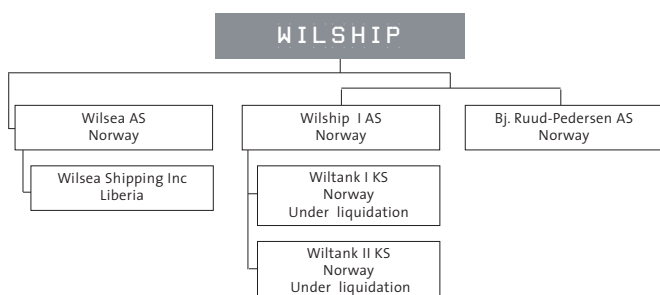 WILSHIP
Wilsea AS
Norway
Wilsea Shipping Inc
Liberia
Wilship I AS
Norway
Wiltank I KS
Norway
Under liquidation
Wiltank II KS
Norway
Under liquidation
Bj. Ruud-Pedersen AS
Norway